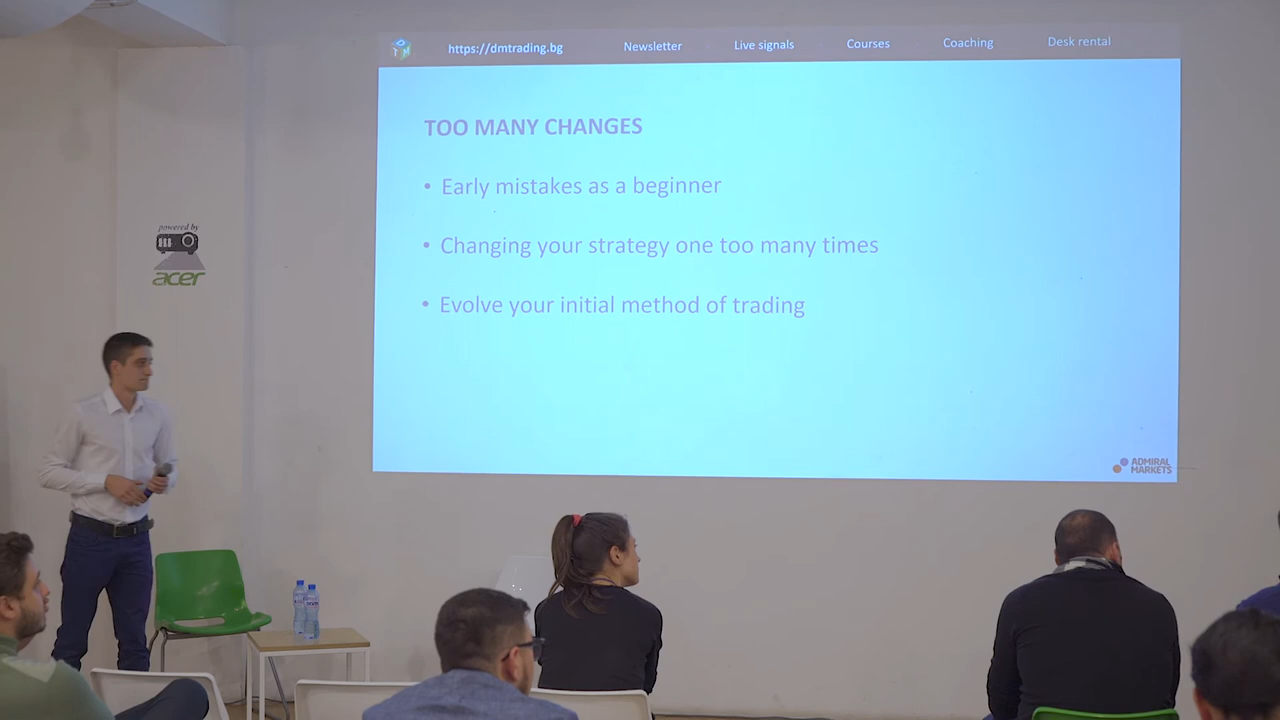 https://dmtrading.bg Newsletter Live signals Courses Coaching Desk rental
TOO MANY CHANGES
• Early mistakes as a beginner
• Changing your strategy one too many times
• Evolve your initial method of trading
powered by
acer
ADMIRAL
MARKETS